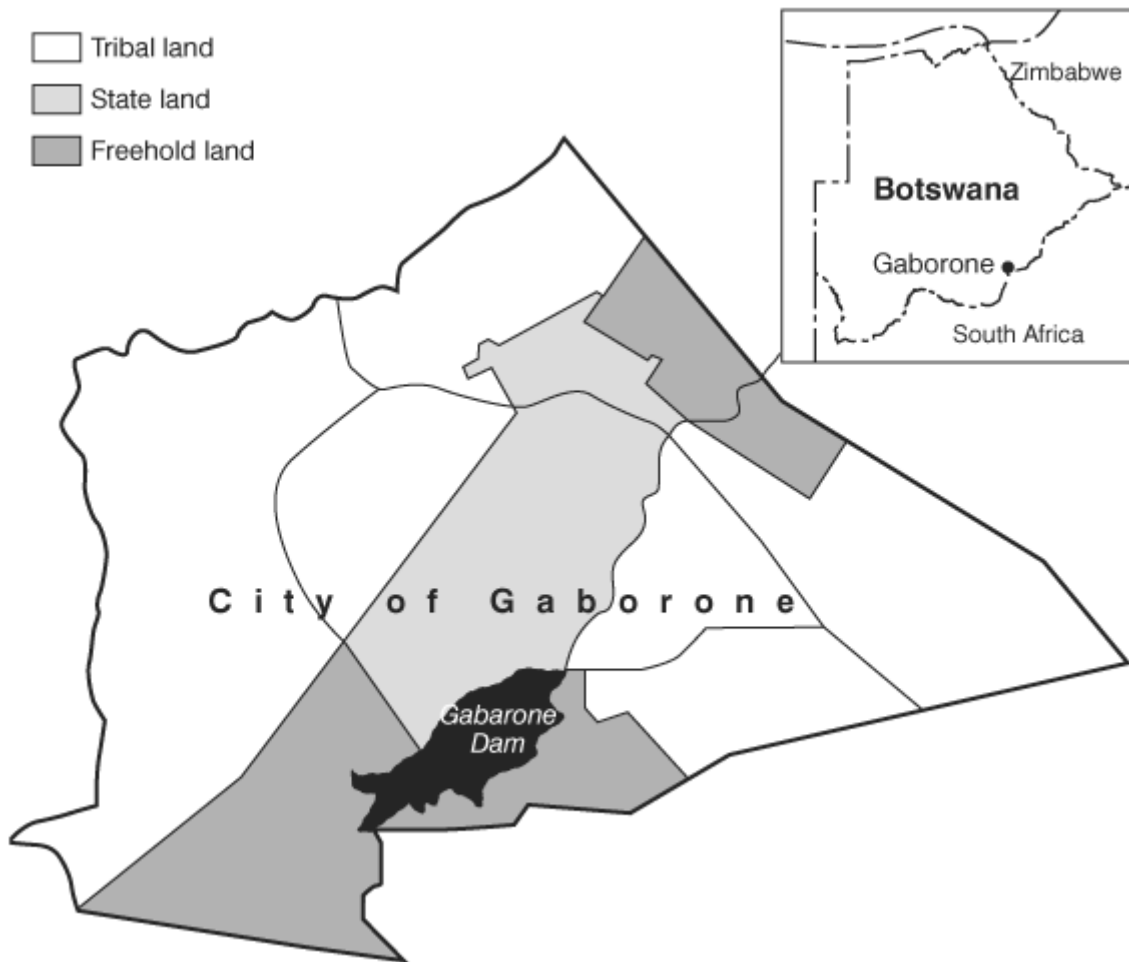 Tribal land
State land
Freehold land
Zimbabwe
Botswana
Gaborone
South Africa
City of Gaborone
Gabarone
Dam